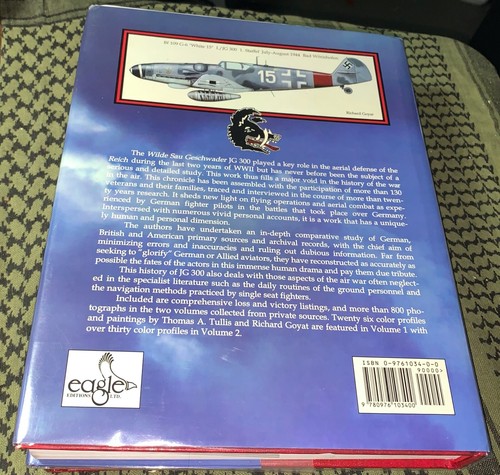 Bf 109 G-6 "White 15" 1./JG 300 1. Staffel July-August 1944, Bad-Wörishofen
15
Richard Goyat
The Wilde Sau Geschwader JG 300 played a key role in the aerial defense of the
Reich during the last two years of WWII but has never before been the subject of a
serious and detailed study. This work thus fills a major void in the history of the war
in the air. This chronicle has been assembled with the participation of more than 130
veterans and their families, traced and interviewed in the course of more than twen-
ty years research. It sheds new light on flying operations and aerial combat as expe-
rienced by German fighter pilots in the battles that took place over Germany.
Interspersed with numerous vivid personal accounts, it is a work that has a unique-
ly human and personal dimension.
The authors have undertaken an in-depth comparative study of German,
British and American primary sources and archival records, with the chief aim of
minimizing errors and inaccuracies and ruling out dubious information. Far from
seeking to "glorify" German or Allied aviators, they have reconstructed as accurately as
possible the fates of the actors in this immense human drama and pay them due tribute.
This history of JG 300 also deals with those aspects of the air war often neglect-
ed in the specialist literature such as the daily routines of the ground personnel and
the navigation methods practiced by single seat fighters.
Included are comprehensive loss and victory listings, and more than 800 pho-
tographs in the two volumes collected from private sources. Twenty six color profiles
and paintings by Thomas A. Tullis and Richard Goyat are featured in Volume 1 with
over thirty color profiles in Volume 2.
eagle
EDITIONS LTD.
ISBN 0-9761034-0-0
90000>
9 780976 103400